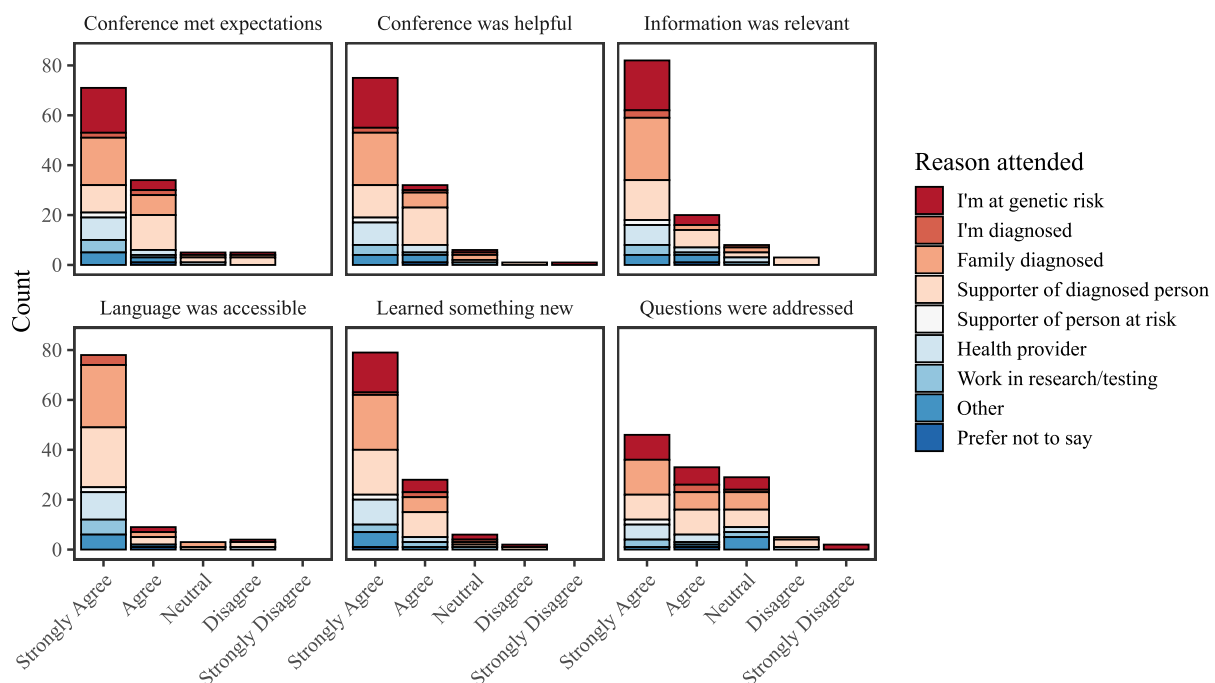 Conference met expectations
Conference was helpful
Information was relevant
80
60
40
20
0
Language was accessible
Learned something new
Questions were addressed
80
60
40
20
0
Count
Strongly Agree
Agree
Neutral
Disagree
Strongly Disagree
Strongly Agree
Agree
Neutral
Disagree
Strongly Disagree
Strongly Agree
Agree
Neutral
Disagree
Strongly Disagree
Reason attended
I'm at genetic risk
I'm diagnosed
Family diagnosed
Supporter of diagnosed person
Supporter of person at risk
Health provider
Work in research/testing
Other
Prefer not to say